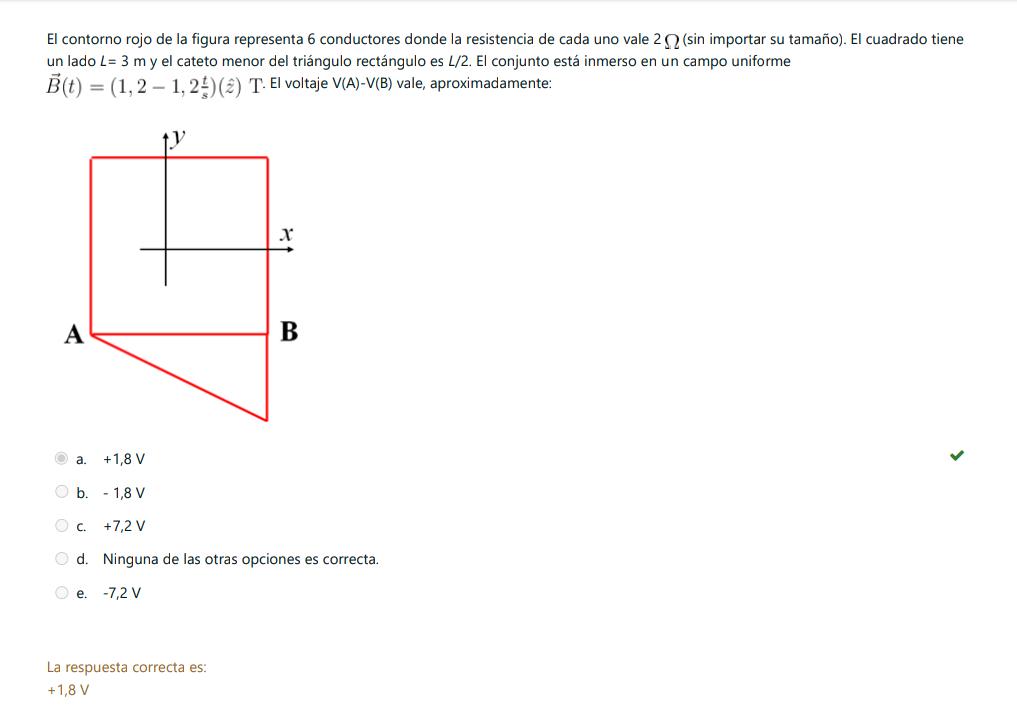 El contorno rojo de la figura representa 6 conductores donde la resistencia de cada uno vale 2 Ω (sin importar su tamaño). El cuadrado tiene
un lado L= 3 m y el cateto menor del triángulo rectángulo es L/2. El conjunto está inmerso en un campo uniforme
$\vec{B}(t) = (1,2 - 1,2\frac{t}{s})(\hat{z})$ T. El voltaje V(A)-V(B) vale, aproximadamente:
y
x
A
B
a. +1,8 V
b. - 1,8 V
c. +7,2 V
d. Ninguna de las otras opciones es correcta.
e. -7,2 V
La respuesta correcta es:
+1,8 V